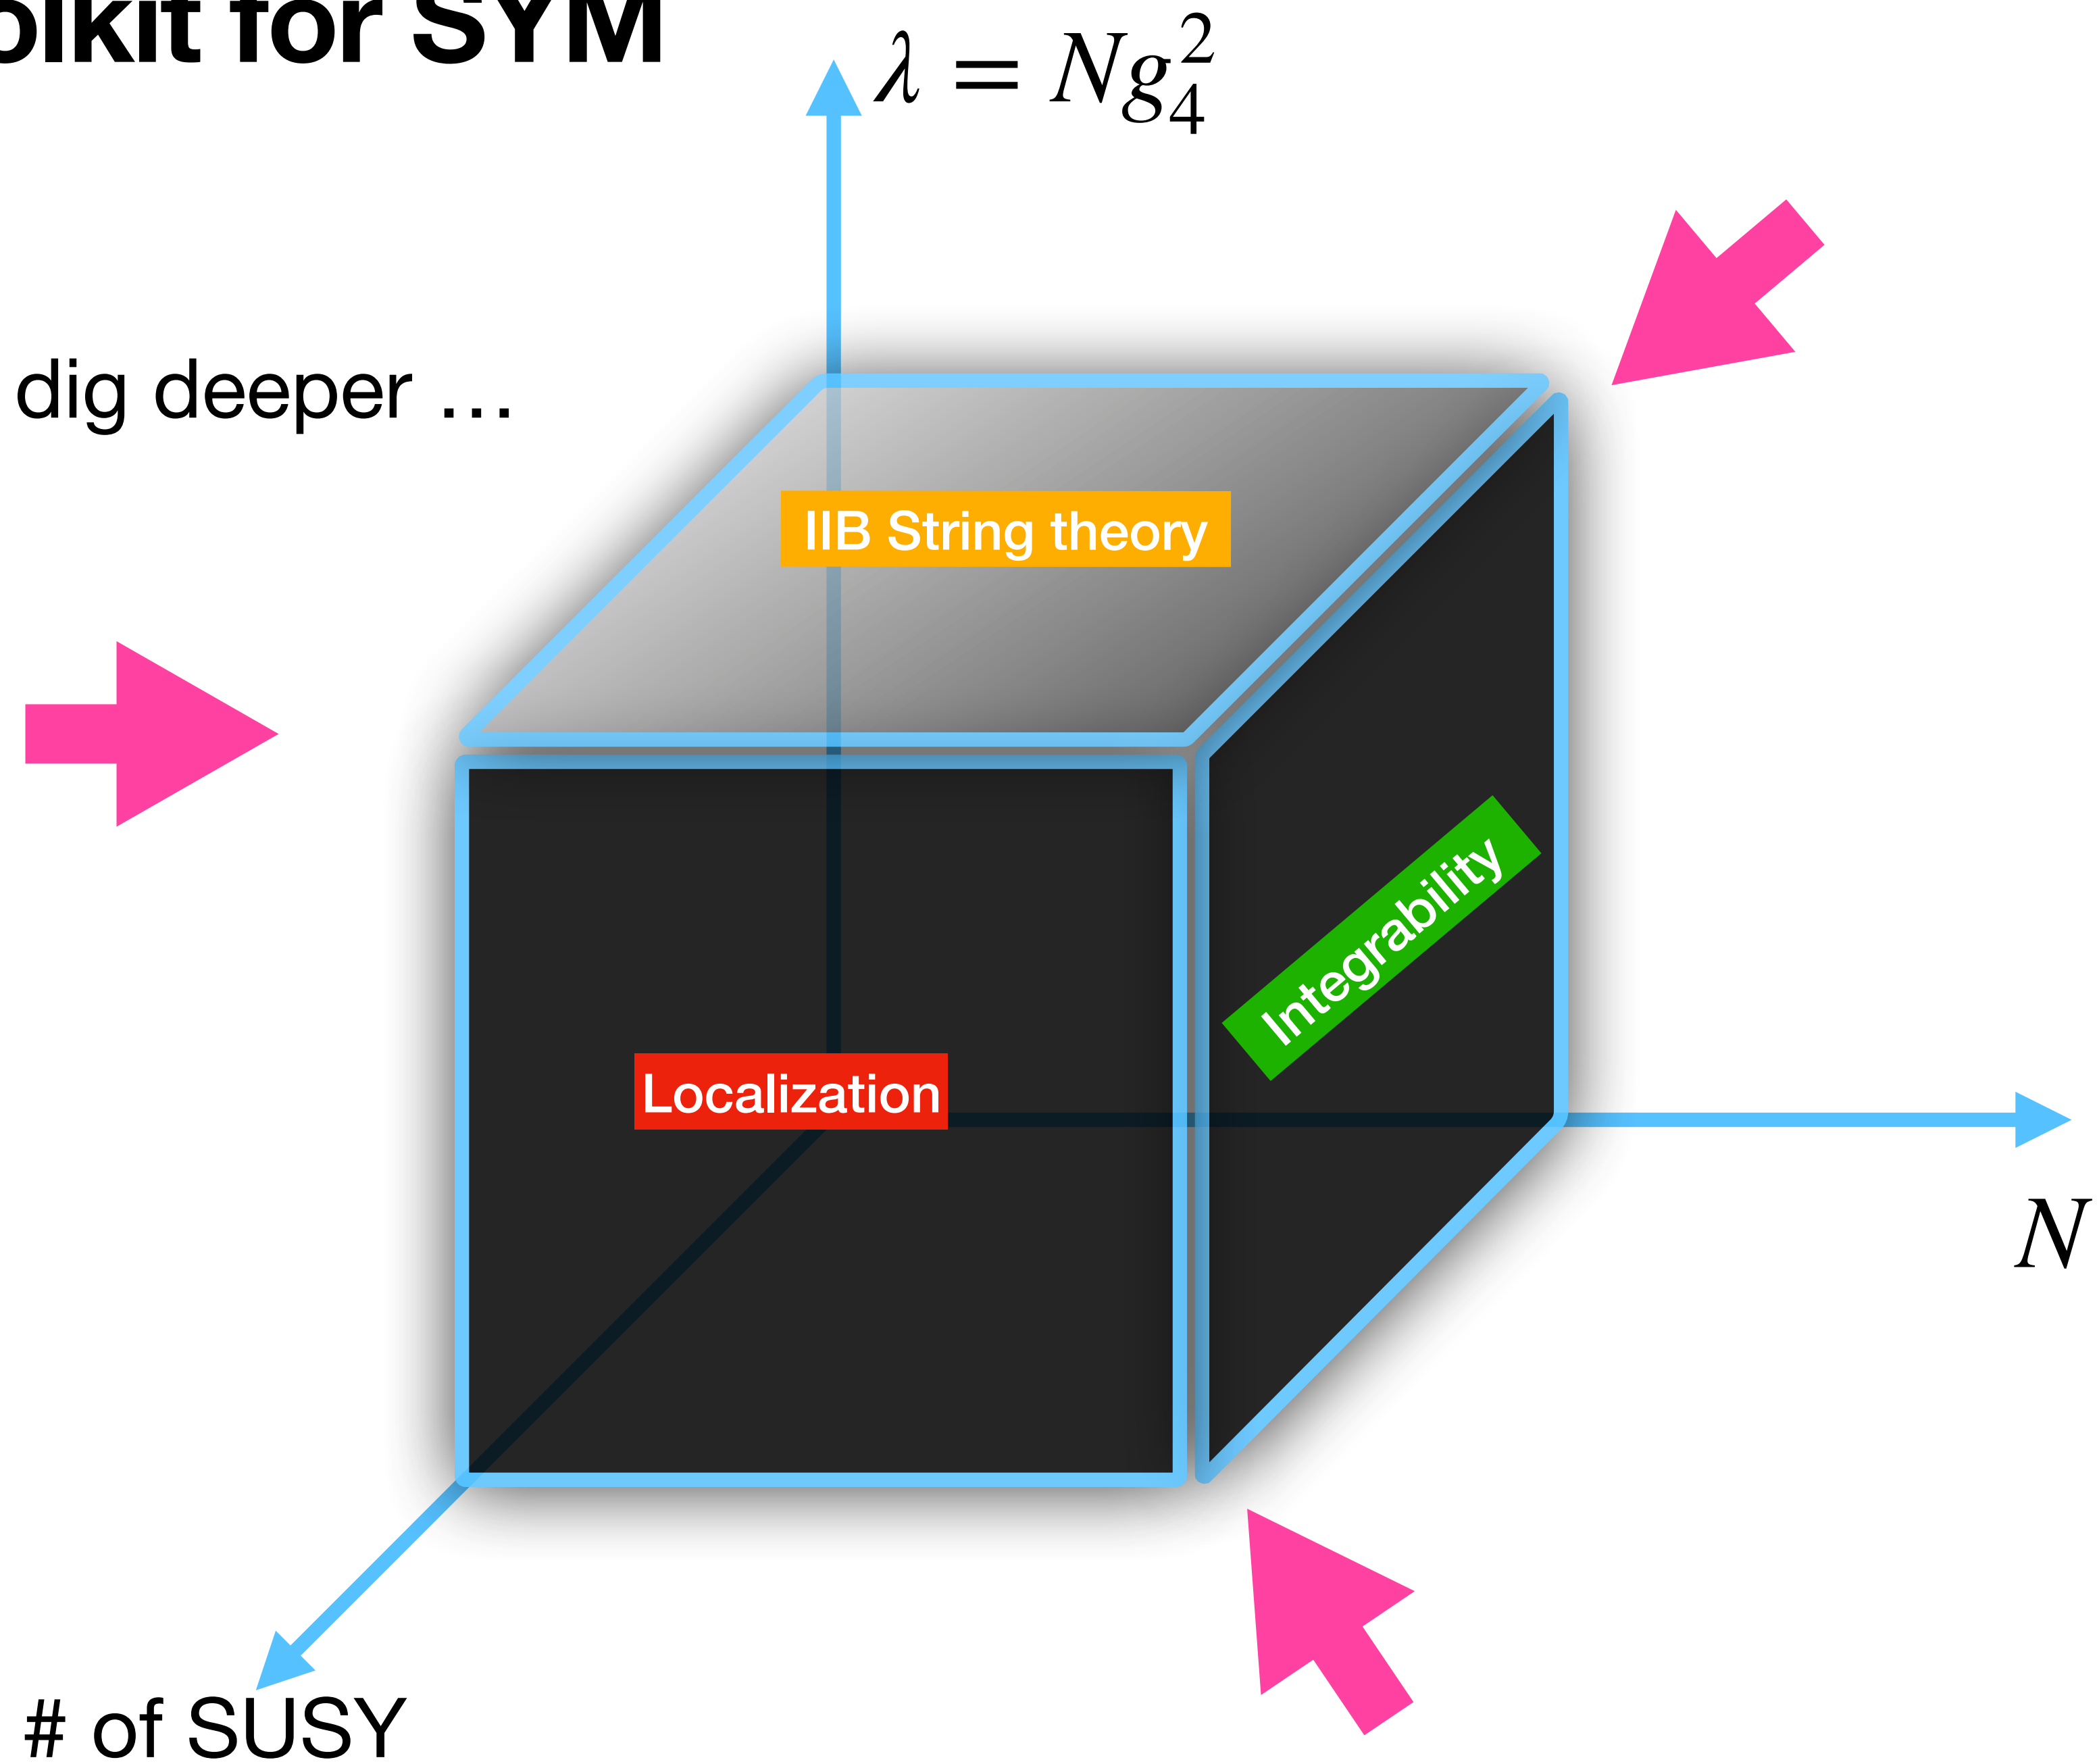 olkit for SYM
λ = Ng₄²
dig deeper ...
IIB String theory
Integrability
Localization
N
# of SUSY